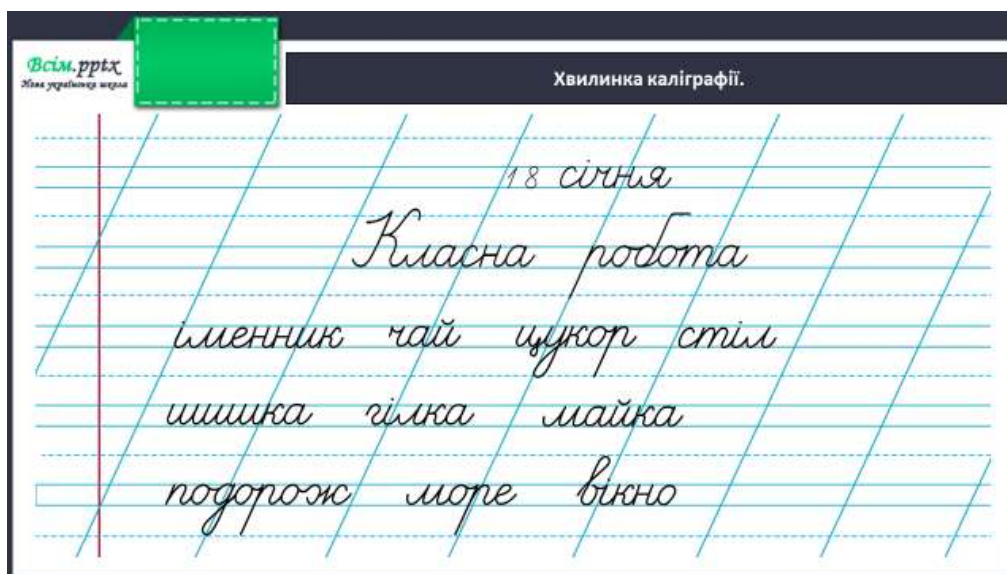 Всім.pptx
Нова українська школа
Хвилинка каліграфії.
18 січня
Класна робота
іменник чай цукор стіл
шишка гілка майка
подорож море вікно